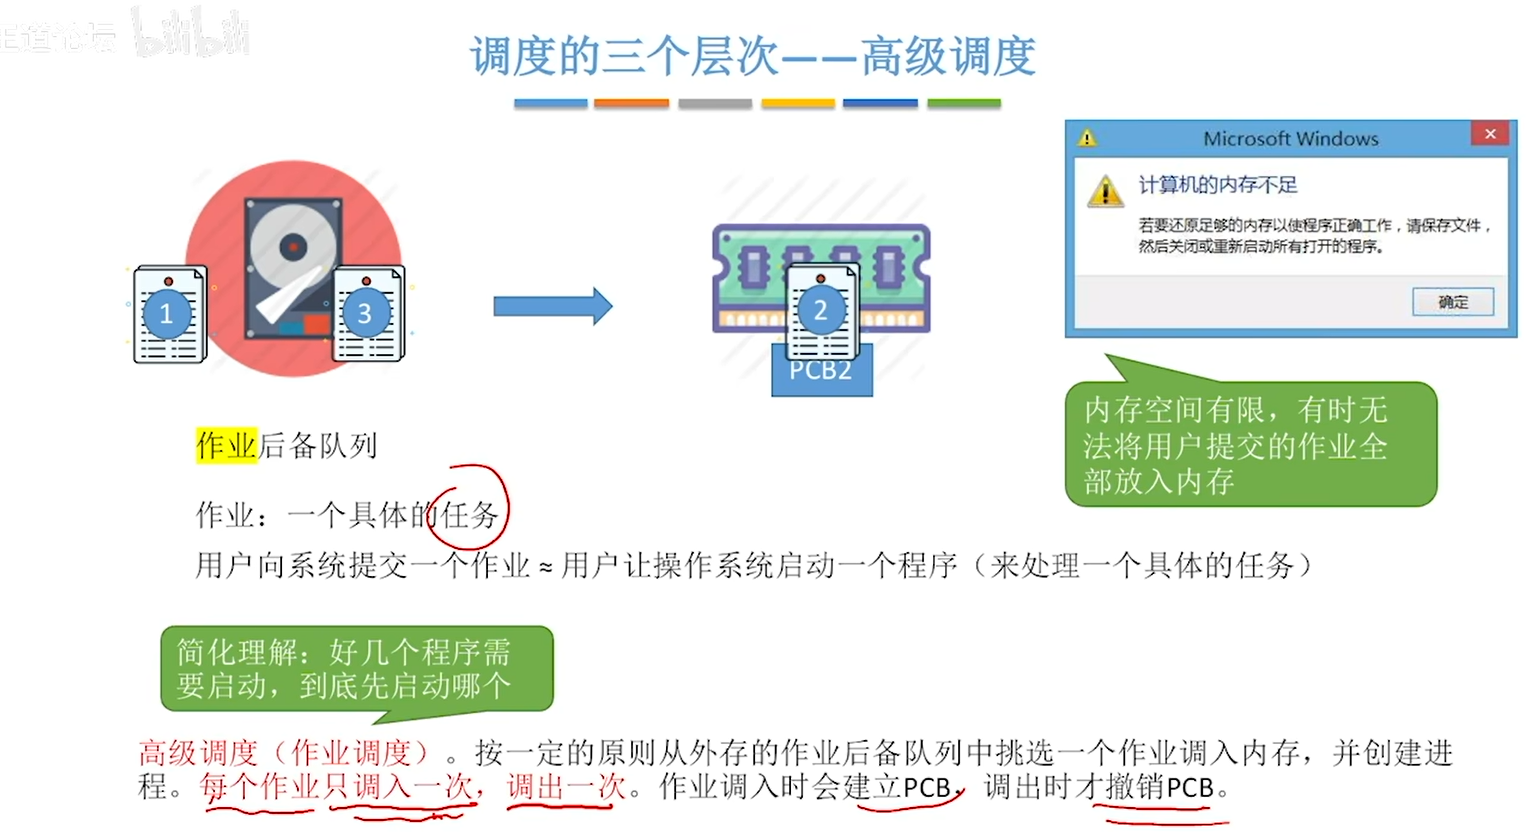 王道论坛 bilibili
调度的三个层次——高级调度
Microsoft Windows
计算机的内存不足
若要还原足够的内存以使程序正确工作，请保存文件，
然后关闭或重新启动所有打开的程序。
确定
1
3
2
PCB2
内存空间有限，有时无
法将用户提交的作业全
部放入内存
作业后备队列
作业：一个具体的任务
用户向系统提交一个作业 ≈ 用户让操作系统启动一个程序（来处理一个具体的任务）
简化理解：好几个程序需
要启动，到底先启动哪个
高级调度（作业调度）。按一定的原则从外存的作业后备队列中挑选一个作业调入内存，并创建进
程。每个作业只调入一次，调出一次。作业调入时会建立PCB，调出时才撤销PCB。